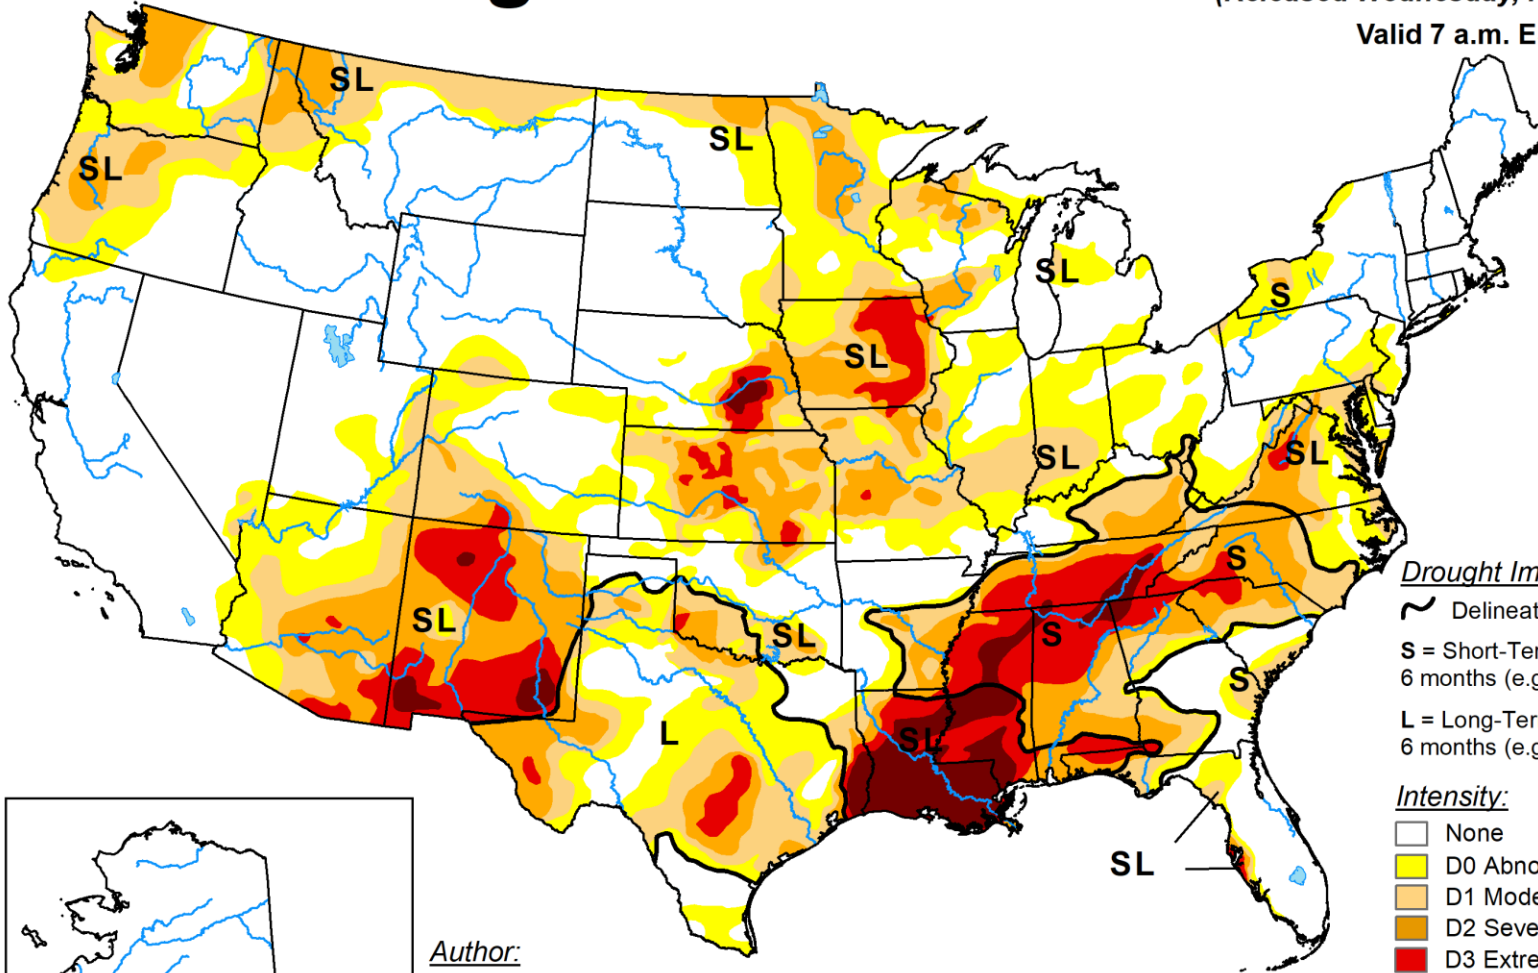 Valid 7 a.m. E
SL
SL
SL
SL
S
SL
SL
SL
S
SL
S
SL
S
L
SL
SL
Drought Im
Delineat
S = Short-Ter
6 months (e.g
L = Long-Ter
6 months (e.g
Intensity:
None
D0 Abno
D1 Mode
D2 Seve
D3 Extre
Author: